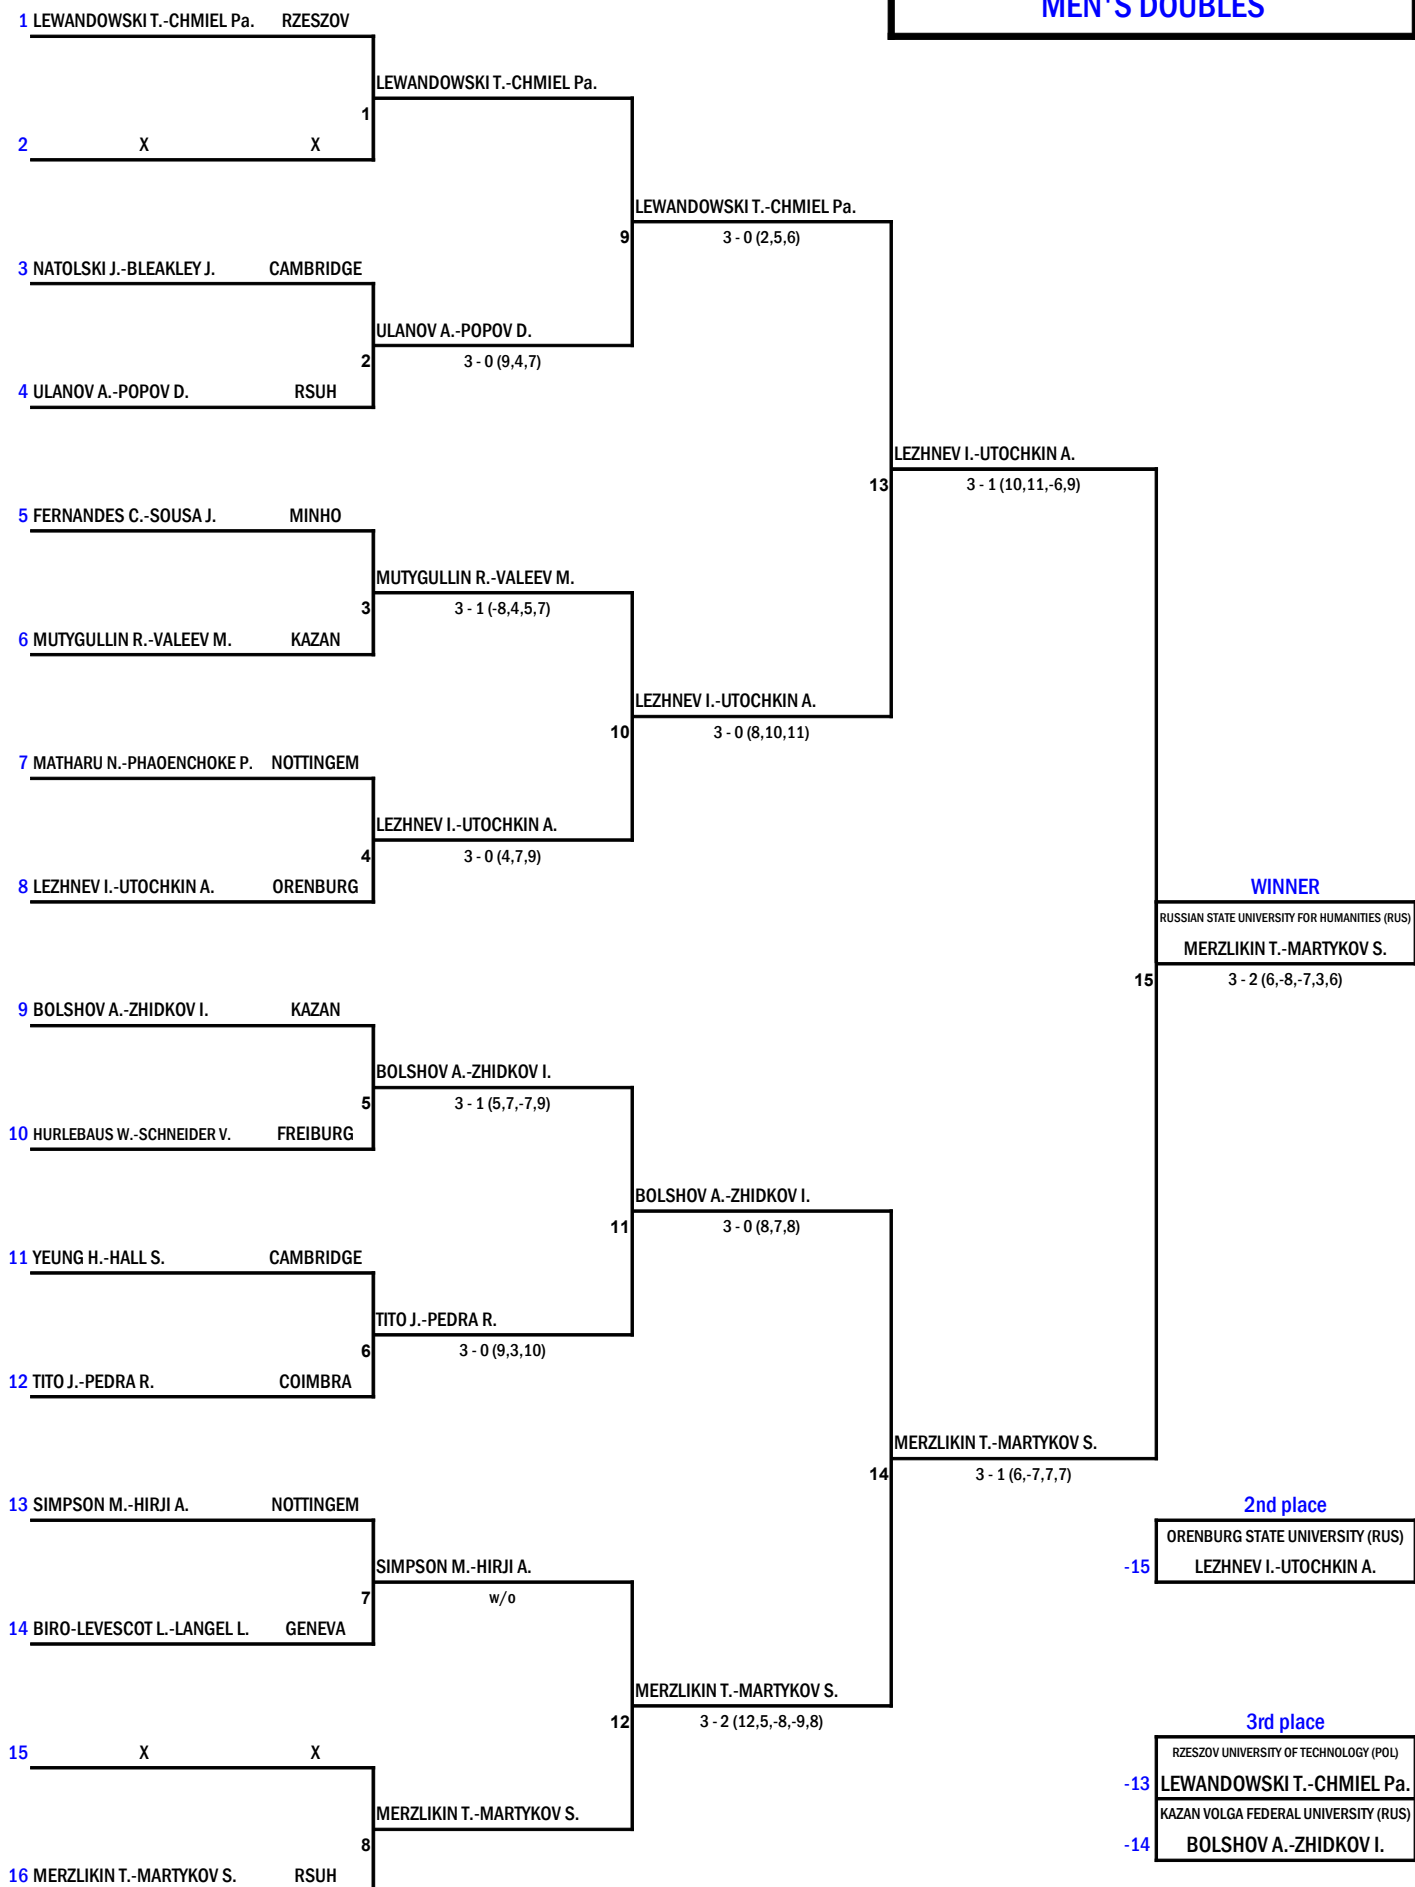 MEN'S DOUBLES
1 LEWANDOWSKI T.-CHMIEL Pa. RZESZOV
LEWANDOWSKI T.-CHMIEL Pa.
1
2 X X
LEWANDOWSKI T.-CHMIEL Pa.
9 3 - 0 (2,5,6)
3 NATOLSKI J.-BLEAKLEY J. CAMBRIDGE
ULANOV A.-POPOV D.
2 3 - 0 (9,4,7)
4 ULANOV A.-POPOV D. RSUH
LEZHNEV I.-UTOCHKIN A.
13 3 - 1 (10,11,-6,9)
5 FERNANDES C.-SOUSA J. MINHO
MUTYGULLIN R.-VALEEV M.
3 3 - 1 (-8,4,5,7)
6 MUTYGULLIN R.-VALEEV M. KAZAN
LEZHNEV I.-UTOCHKIN A.
10 3 - 0 (8,10,11)
7 MATHARU N.-PHAOENCHOKE P. NOTTINGEM
LEZHNEV I.-UTOCHKIN A.
4 3 - 0 (4,7,9)
8 LEZHNEV I.-UTOCHKIN A. ORENBURG
WINNER
RUSSIAN STATE UNIVERSITY FOR HUMANITIES (RUS)
MERZLIKIN T.-MARTYKOV S.
15 3 - 2 (6,-8,-7,3,6)
9 BOLSHOV A.-ZHIDKOV I. KAZAN
BOLSHOV A.-ZHIDKOV I.
5 3 - 1 (5,7,-7,9)
10 HURLEBAUS W.-SCHNEIDER V. FREIBURG
BOLSHOV A.-ZHIDKOV I.
11 3 - 0 (8,7,8)
11 YEUNG H.-HALL S. CAMBRIDGE
TITO J.-PEDRA R.
6 3 - 0 (9,3,10)
12 TITO J.-PEDRA R. COIMBRA
MERZLIKIN T.-MARTYKOV S.
14 3 - 1 (6,-7,7,7)
13 SIMPSON M.-HIRJI A. NOTTINGEM
2nd place
ORENBURG STATE UNIVERSITY (RUS)
-15 LEZHNEV I.-UTOCHKIN A.
SIMPSON M.-HIRJI A.
7 w/o
14 BIRO-LEVESCOT L.-LANGEL L. GENEVA
MERZLIKIN T.-MARTYKOV S.
12 3 - 2 (12,5,-8,-9,8)
3rd place
15 X X
RZESZOV UNIVERSITY OF TECHNOLOGY (POL)
-13 LEWANDOWSKI T.-CHMIEL Pa.
MERZLIKIN T.-MARTYKOV S.
KAZAN VOLGA FEDERAL UNIVERSITY (RUS)
8
-14 BOLSHOV A.-ZHIDKOV I.
16 MERZLIKIN T.-MARTYKOV S. RSUH